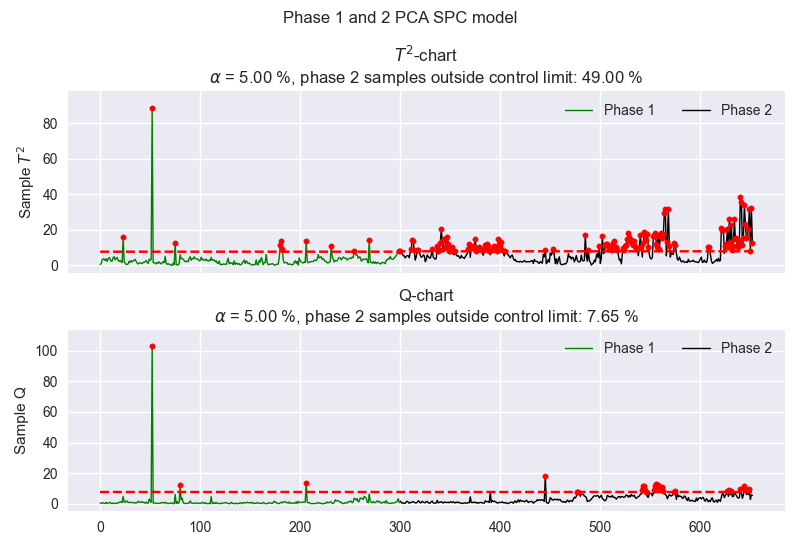 Phase 1 and 2 PCA SPC model
T²-chart
α = 5.00 %, phase 2 samples outside control limit: 49.00 %
Phase 1
Phase 2
Sample T²
80
60
40
20
0
Q-chart
α = 5.00 %, phase 2 samples outside control limit: 7.65 %
Phase 1
Phase 2
Sample Q
100
80
60
40
20
0
0
100
200
300
400
500
600